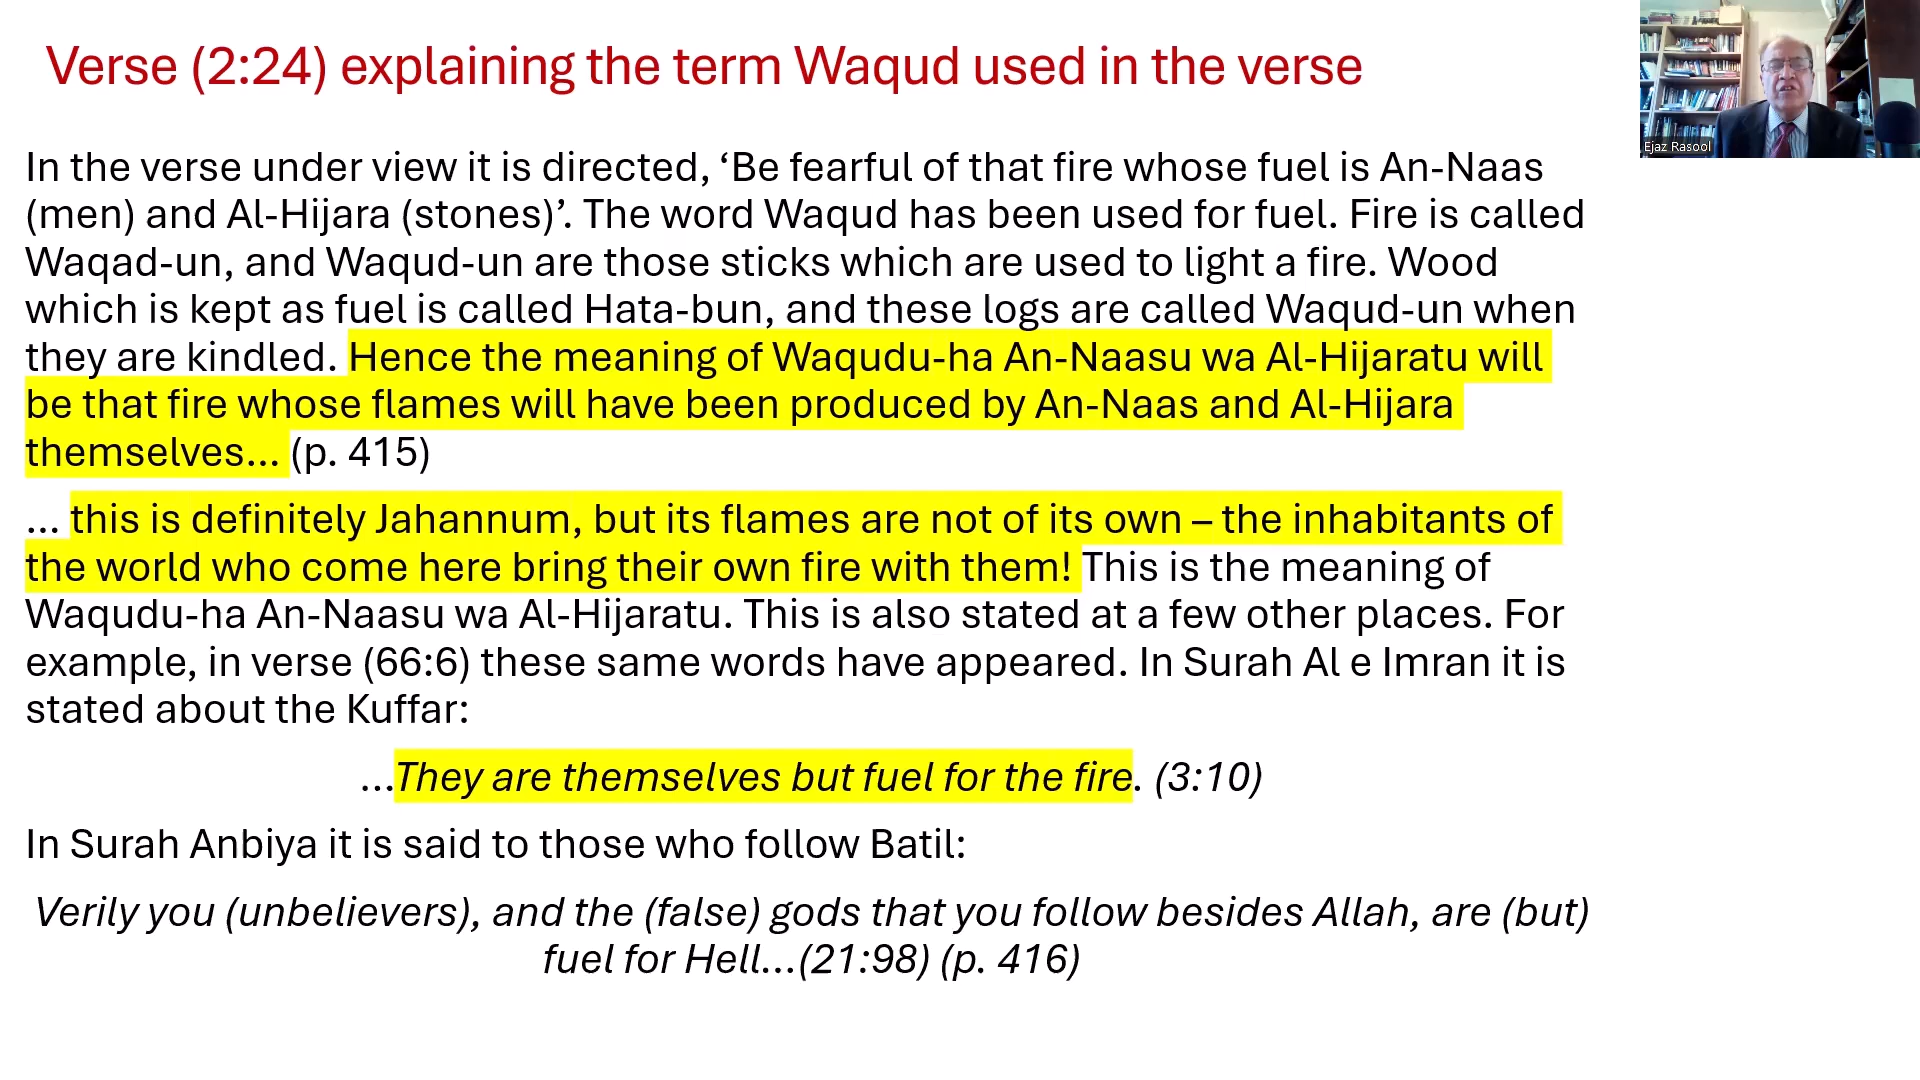 Verse (2:24) explaining the term Waqud used in the verse
Ejaz Rasool
In the verse under view it is directed, ‘Be fearful of that fire whose fuel is An-Naas
(men) and Al-Hijara (stones)’. The word Waqud has been used for fuel. Fire is called
Waqad-un, and Waqud-un are those sticks which are used to light a fire. Wood
which is kept as fuel is called Hata-bun, and these logs are called Waqud-un when
they are kindled. Hence the meaning of Waqudu-ha An-Naasu wa Al-Hijaratu will
be that fire whose flames will have been produced by An-Naas and Al-Hijara
themselves... (p. 415)
... this is definitely Jahannum, but its flames are not of its own – the inhabitants of
the world who come here bring their own fire with them! This is the meaning of
Waqudu-ha An-Naasu wa Al-Hijaratu. This is also stated at a few other places. For
example, in verse (66:6) these same words have appeared. In Surah Al e Imran it is
stated about the Kuffar:
...They are themselves but fuel for the fire. (3:10)
In Surah Anbiya it is said to those who follow Batil:
Verily you (unbelievers), and the (false) gods that you follow besides Allah, are (but)
fuel for Hell...(21:98) (p. 416)